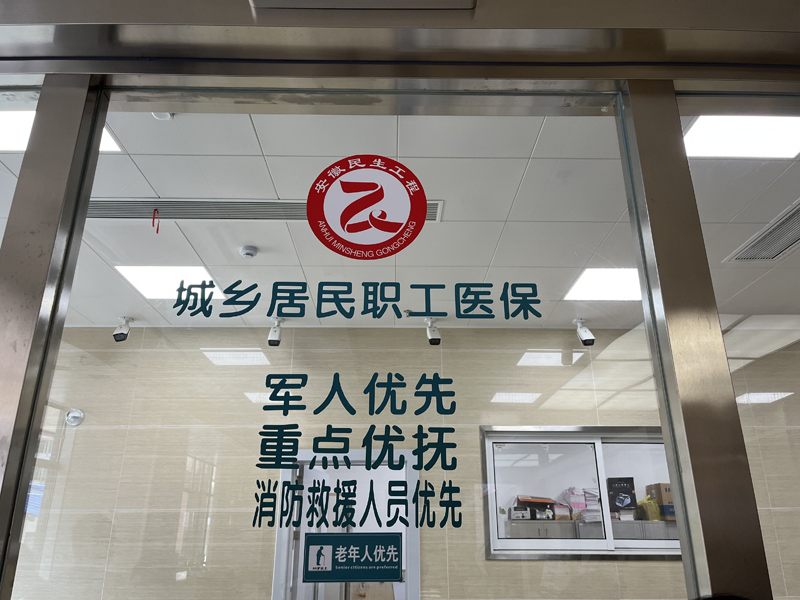 安徽民生工程
ANHUI MINSHENG GONGCHENG
城乡居民职工医保
军人优先
重点优抚
消防救援人员优先
老年人优先
Senior citizens are preferred